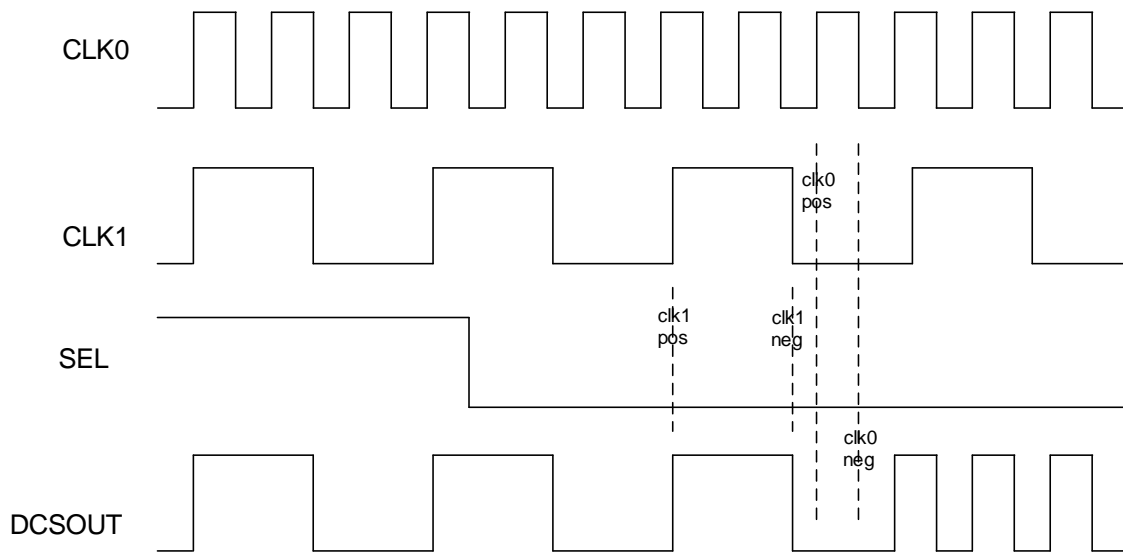 CLK0
CLK1
clk0
pos
SEL
clk1
pos
clk1
neg
clk0
neg
DCSOUT